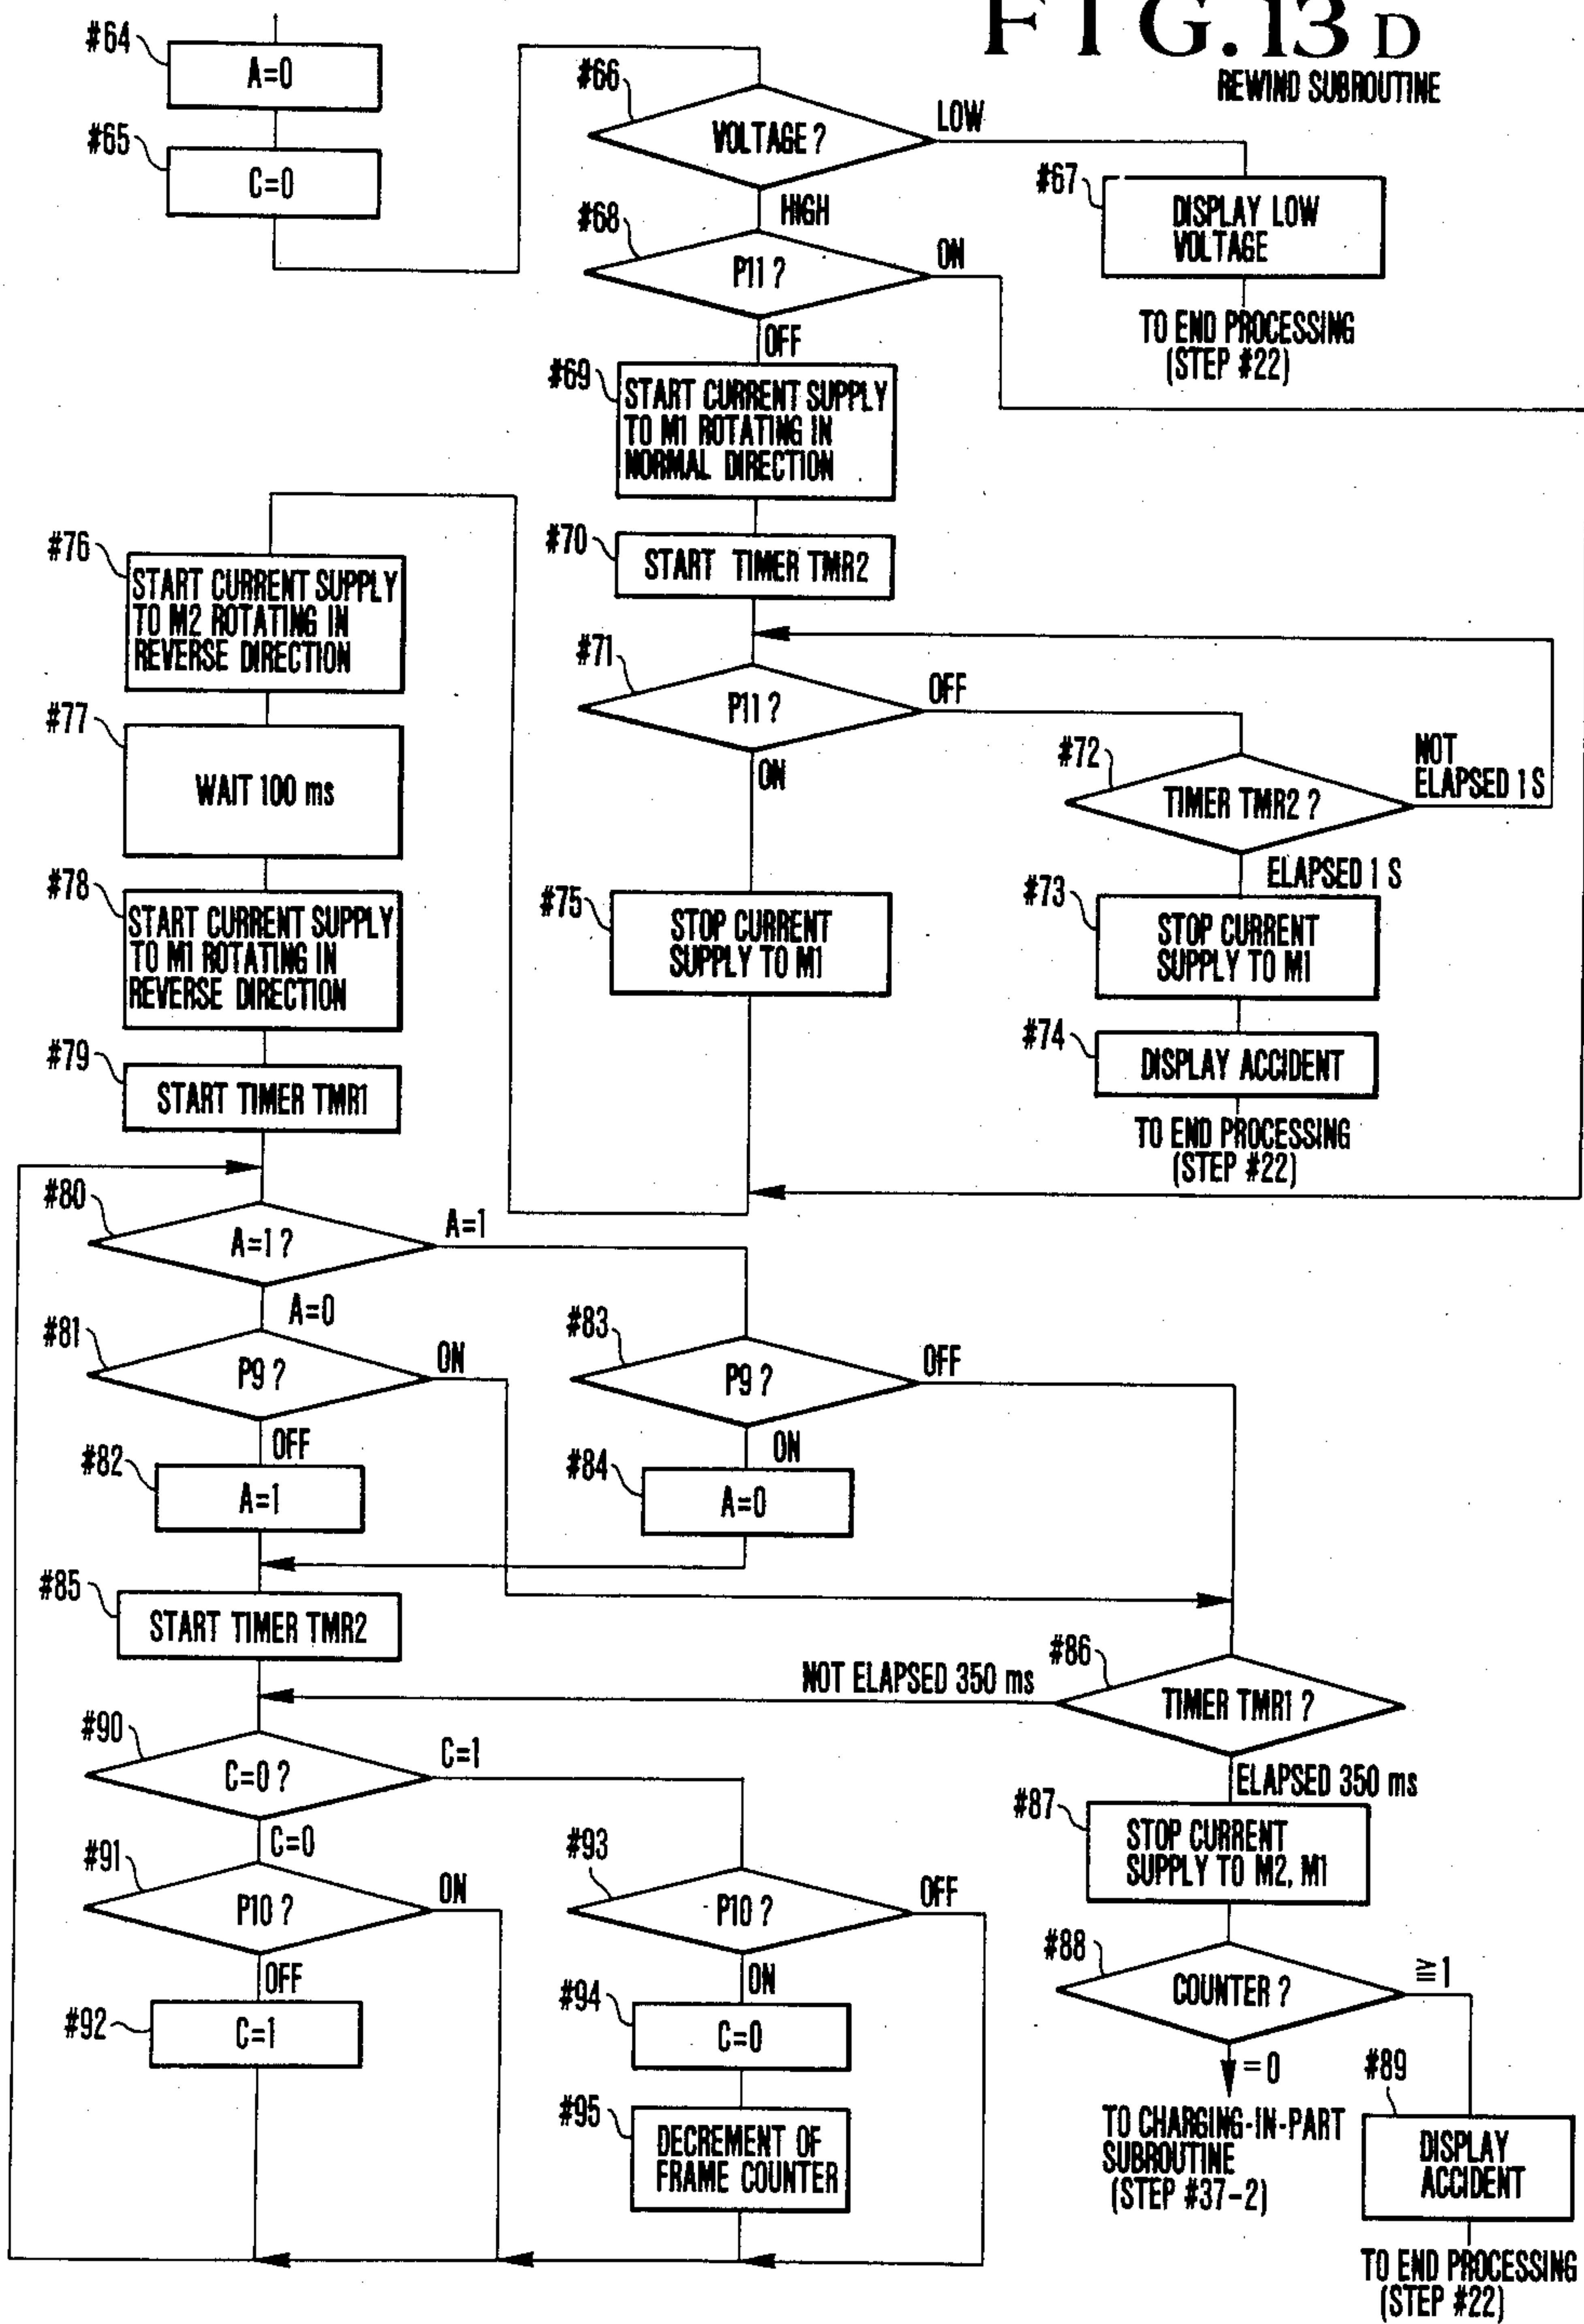 FIG. 13 D
REWIND SUBROUTINE
#64
A=0
#65
C=0
#66
VOLTAGE ?
LOW
HIGH
#67
DISPLAY LOW
VOLTAGE
TO END PROCESSING
(STEP #22)
#68
P11 ?
ON
OFF
#69
START CURRENT SUPPLY
TO M1 ROTATING IN
NORMAL DIRECTION
#70
START TIMER TMR2
#71
P11 ?
OFF
ON
#72
TIMER TMR2 ?
NOT
ELAPSED 1 S
ELAPSED 1 S
#73
STOP CURRENT
SUPPLY TO M1
#74
DISPLAY ACCIDENT
TO END PROCESSING
(STEP #22)
#75
STOP CURRENT
SUPPLY TO M1
#76
START CURRENT SUPPLY
TO M2 ROTATING IN
REVERSE DIRECTION
#77
WAIT 100 ms
#78
START CURRENT SUPPLY
TO M1 ROTATING IN
REVERSE DIRECTION
#79
START TIMER TMR1
#80
A=1 ?
A=1
A=0
#81
P9 ?
ON
OFF
#82
A=1
#83
P9 ?
OFF
ON
#84
A=0
#85
START TIMER TMR2
#86
TIMER TMR1 ?
NOT ELAPSED 350 ms
ELAPSED 350 ms
#87
STOP CURRENT
SUPPLY TO M2, M1
#88
COUNTER ?
≧1
=0
TO CHARGING-IN-PART
SUBROUTINE
(STEP #37-2)
#89
DISPLAY
ACCIDENT
TO END PROCESSING
(STEP #22)
#90
C=0 ?
C=1
C=0
#91
P10 ?
ON
OFF
#92
C=1
#93
P10 ?
OFF
ON
#94
C=0
#95
DECREMENT OF
FRAME COUNTER